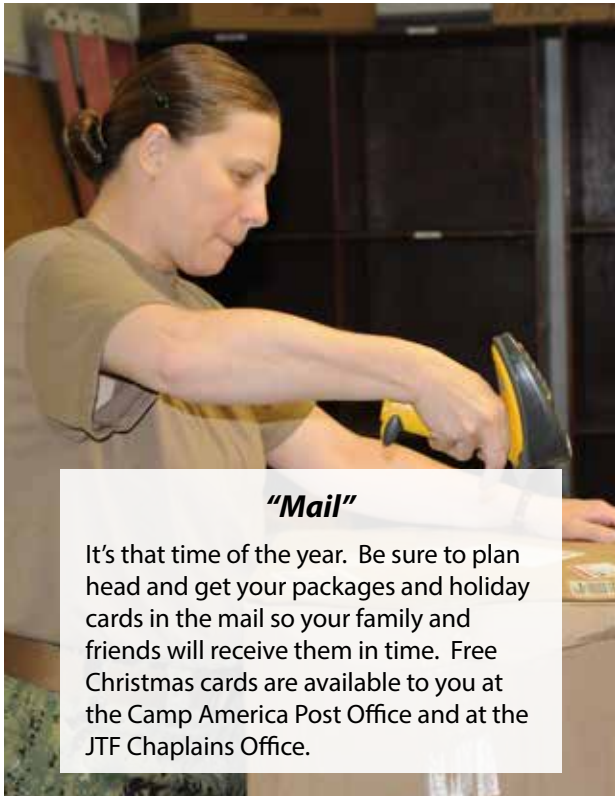 “Mail”
It’s that time of the year.  Be sure to plan
head and get your packages and holiday
cards in the mail so your family and
friends will receive them in time.  Free
Christmas cards are available to you at
the Camp America Post Office and at the
JTF Chaplains Office.